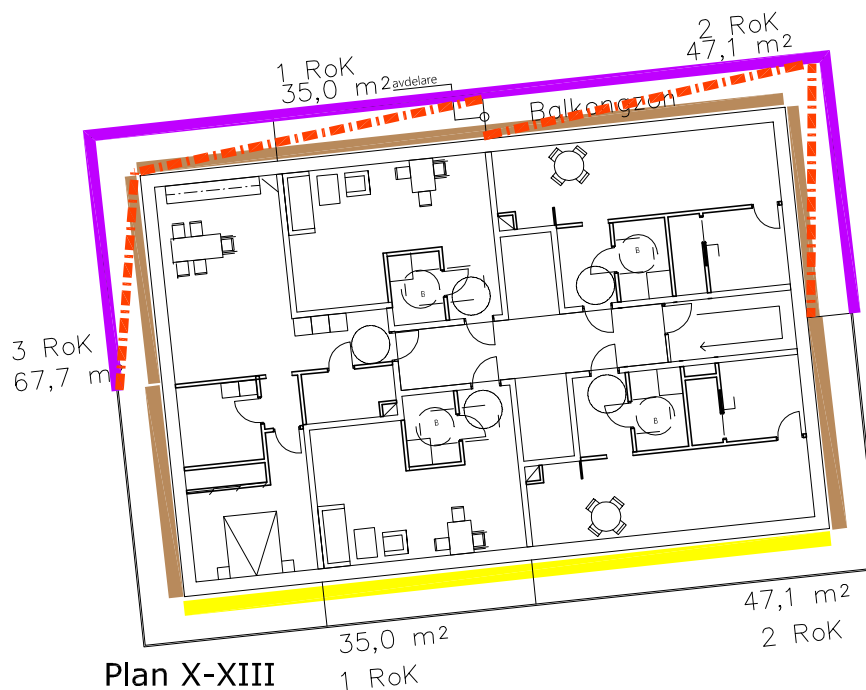 2 RoK
47,1 m²
1 RoK
35,0 m²
avdelare
Balkongzon
B
B
3 RoK
67,7 m
B
B
47,1 m²
2 RoK
35,0 m²
1 RoK
Plan X-XIII